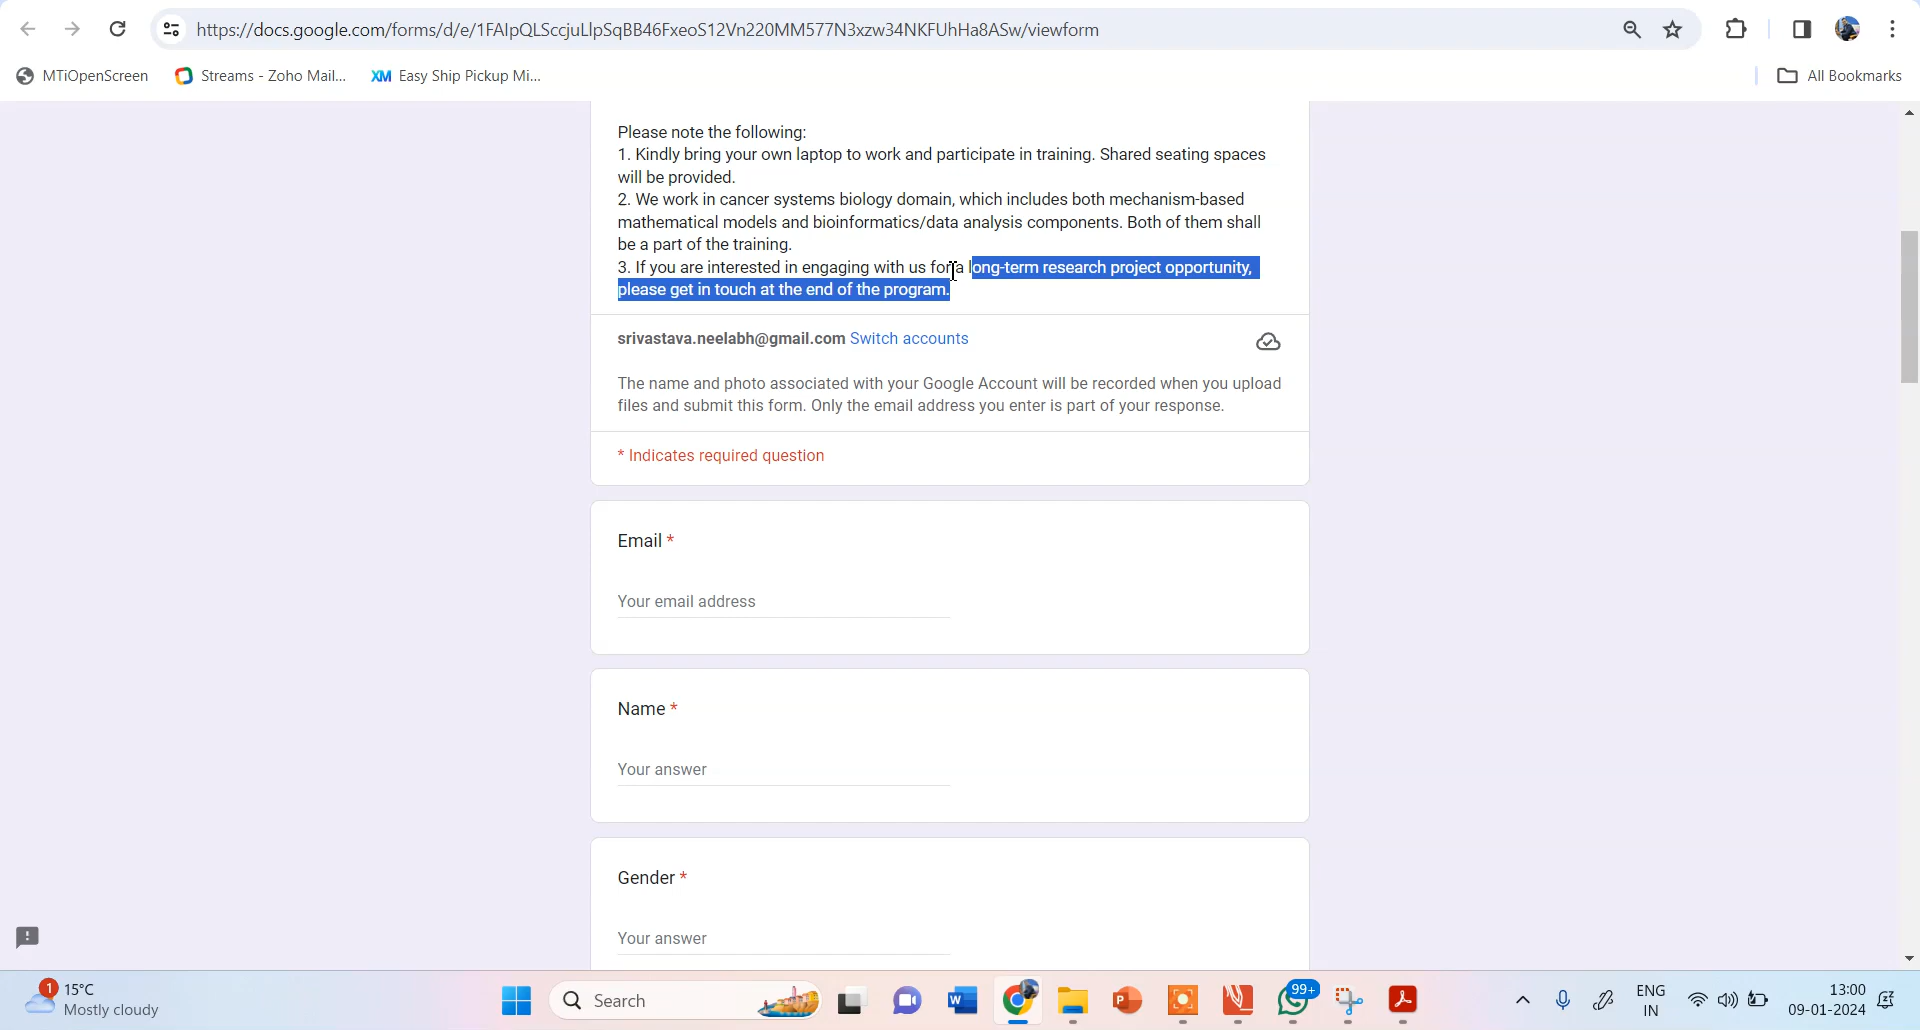 https://docs.google.com/forms/d/e/1FAIpQLSccjuLlpSqBB46FxeoS12Vn220MM577N3xzw34NKFUhHa8ASw/viewform
MTiOpenScreen
Streams - Zoho Mail...
XM Easy Ship Pickup Mi...
All Bookmarks
Please note the following:
1. Kindly bring your own laptop to work and participate in training. Shared seating spaces
will be provided.
2. We work in cancer systems biology domain, which includes both mechanism-based
mathematical models and bioinformatics/data analysis components. Both of them shall
be a part of the training.
3. If you are interested in engaging with us for a long-term research project opportunity,
please get in touch at the end of the program.
srivastava.neelabh@gmail.com Switch accounts
The name and photo associated with your Google Account will be recorded when you upload
files and submit this form. Only the email address you enter is part of your response.
* Indicates required question
Email *
Your email address
Name *
Your answer
Gender *
Your answer
1
15°C
Mostly cloudy
Search
99+
ENG
IN
13:00
09-01-2024